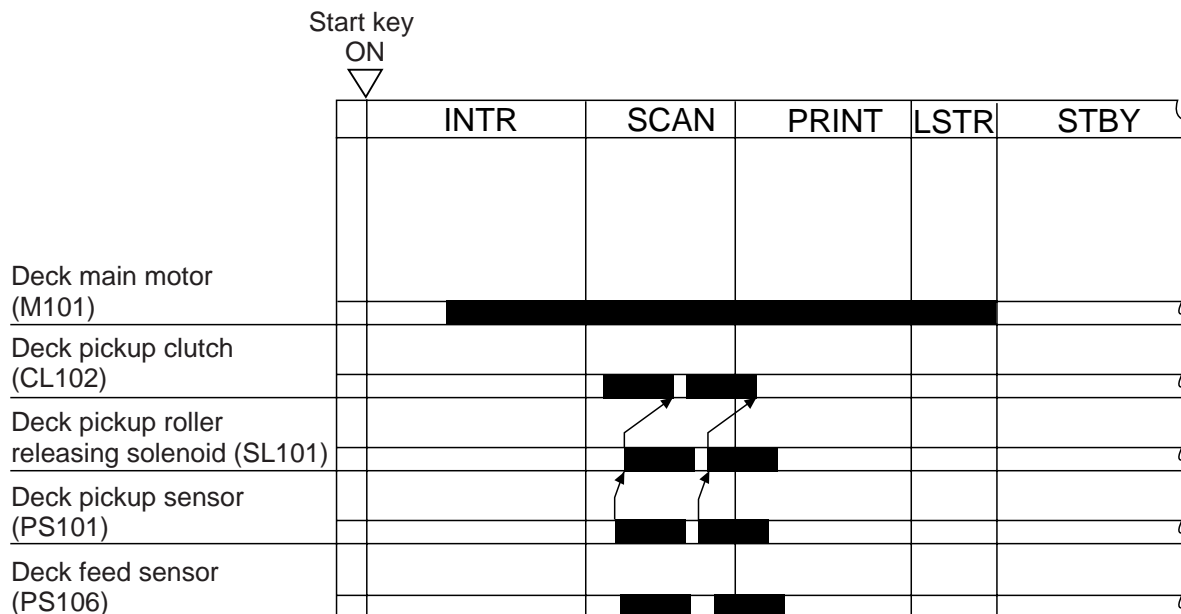 Start key
ON
INTR SCAN PRINT LSTR STBY
Deck main motor
(M101)
Deck pickup clutch
(CL102)
Deck pickup roller
releasing solenoid (SL101)
Deck pickup sensor
(PS101)
Deck feed sensor
(PS106)